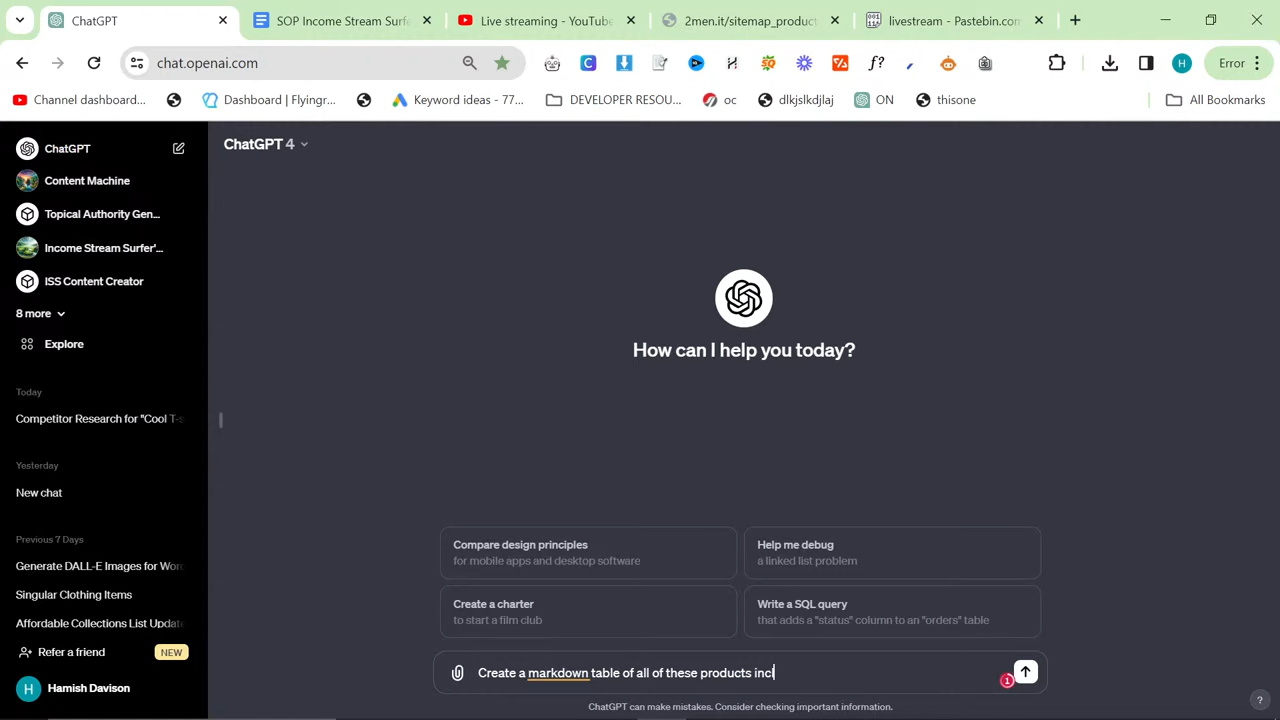 ChatGPT
SOP Income Stream Surfe
Live streaming - YouTube
2men.it/sitemap_product
livestream - Pastebin.com
chat.openai.com
Error
Channel dashboard...
Dashboard | Flyingr...
Keyword ideas - 77...
DEVELOPER RESOU...
oc
dlkjslkdjlaj
ON
thisone
All Bookmarks
ChatGPT
Content Machine
Topical Authority Gen...
Income Stream Surfer'...
ISS Content Creator
8 more
Explore
Today
Competitor Research for "Cool T-s
Yesterday
New chat
Previous 7 Days
Generate DALL-E Images for Wor
Singular Clothing Items
Affordable Collections List Update
Refer a friend
NEW
H
Hamish Davison
ChatGPT 4
How can I help you today?
Compare design principles
for mobile apps and desktop software
Help me debug
a linked list problem
Create a charter
to start a film club
Write a SQL query
that adds a "status" column to an "orders" table
Create a markdown table of all of these products incl
1
ChatGPT can make mistakes. Consider checking important information.
?